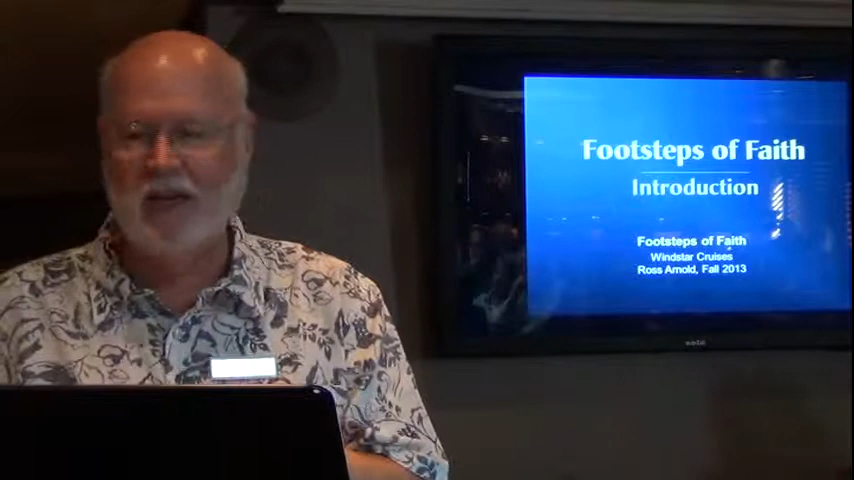 Footsteps of Faith
Introduction
Footsteps of Faith
Windstar Cruises
Ross Arnold, Fall 2013